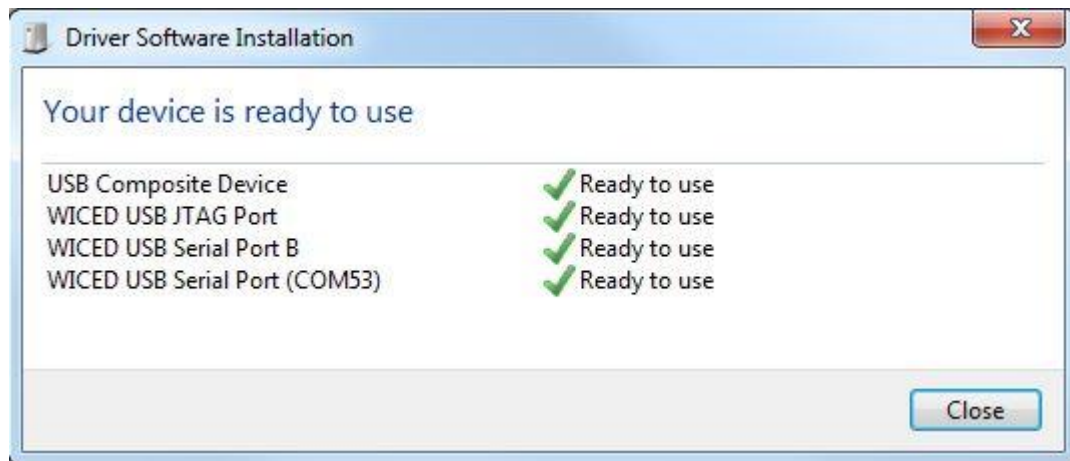 Driver Software Installation
Your device is ready to use
USB Composite Device Ready to use
WICED USB JTAG Port Ready to use
WICED USB Serial Port B Ready to use
WICED USB Serial Port (COM53) Ready to use
Close